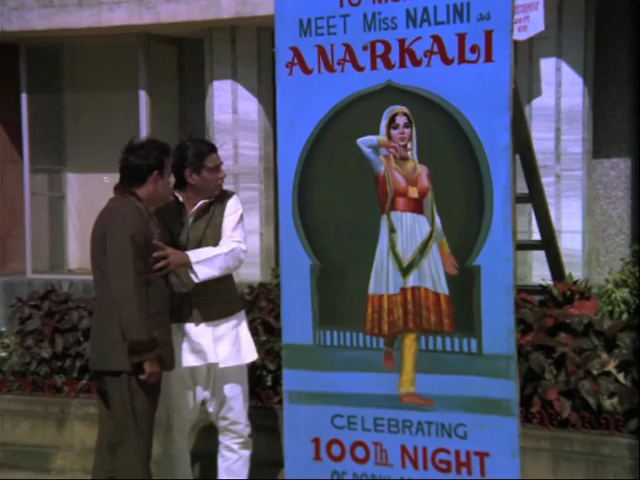 MEET Miss NALINI as
ANARKALI
CELEBRATING
100Th. NIGHT